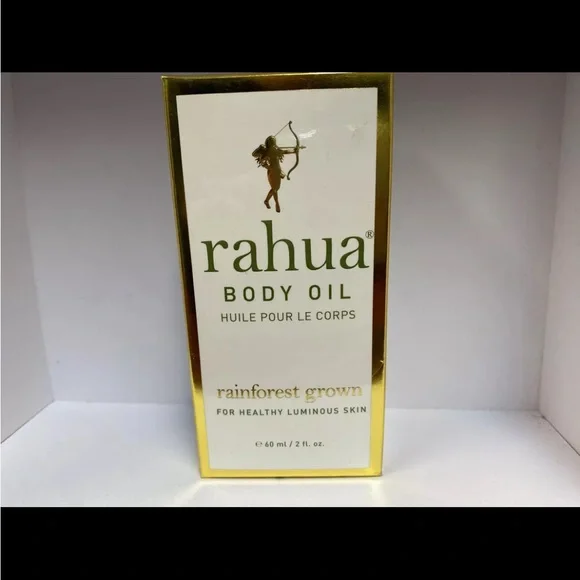 rahua®
BODY OIL
HUILE POUR LE CORPS
rainforest grown
FOR HEALTHY LUMINOUS SKIN
℮ 60 ml / 2 fl. oz.